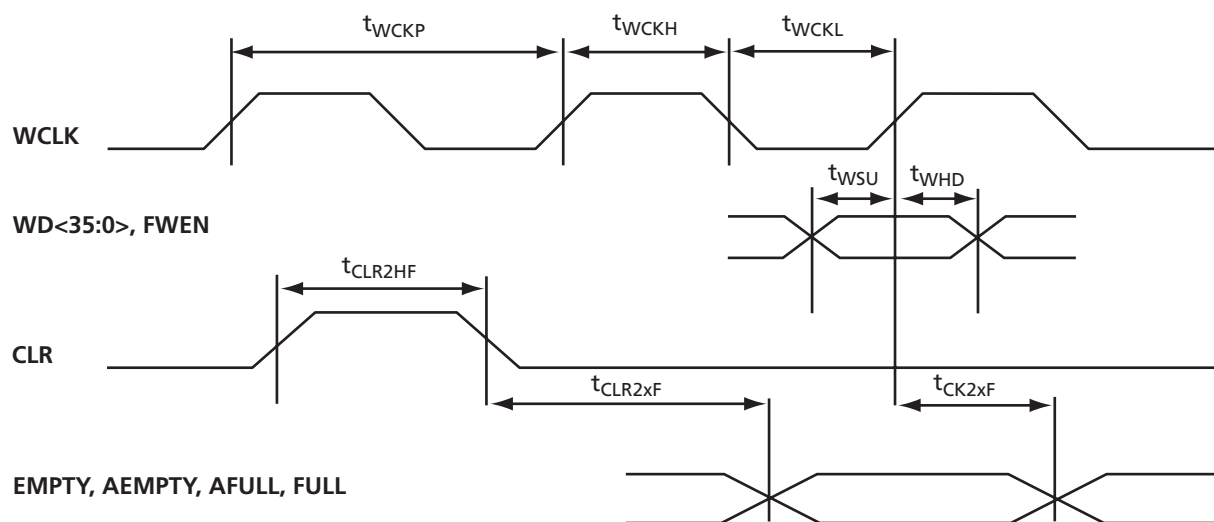 tWCKP
tWCKH
tWCKL
WCLK
tWSU
tWHD
WD<35:0>, FWEN
tCLR2HF
CLR
tCLR2xF
tCK2xF
EMPTY, AEMPTY, AFULL, FULL